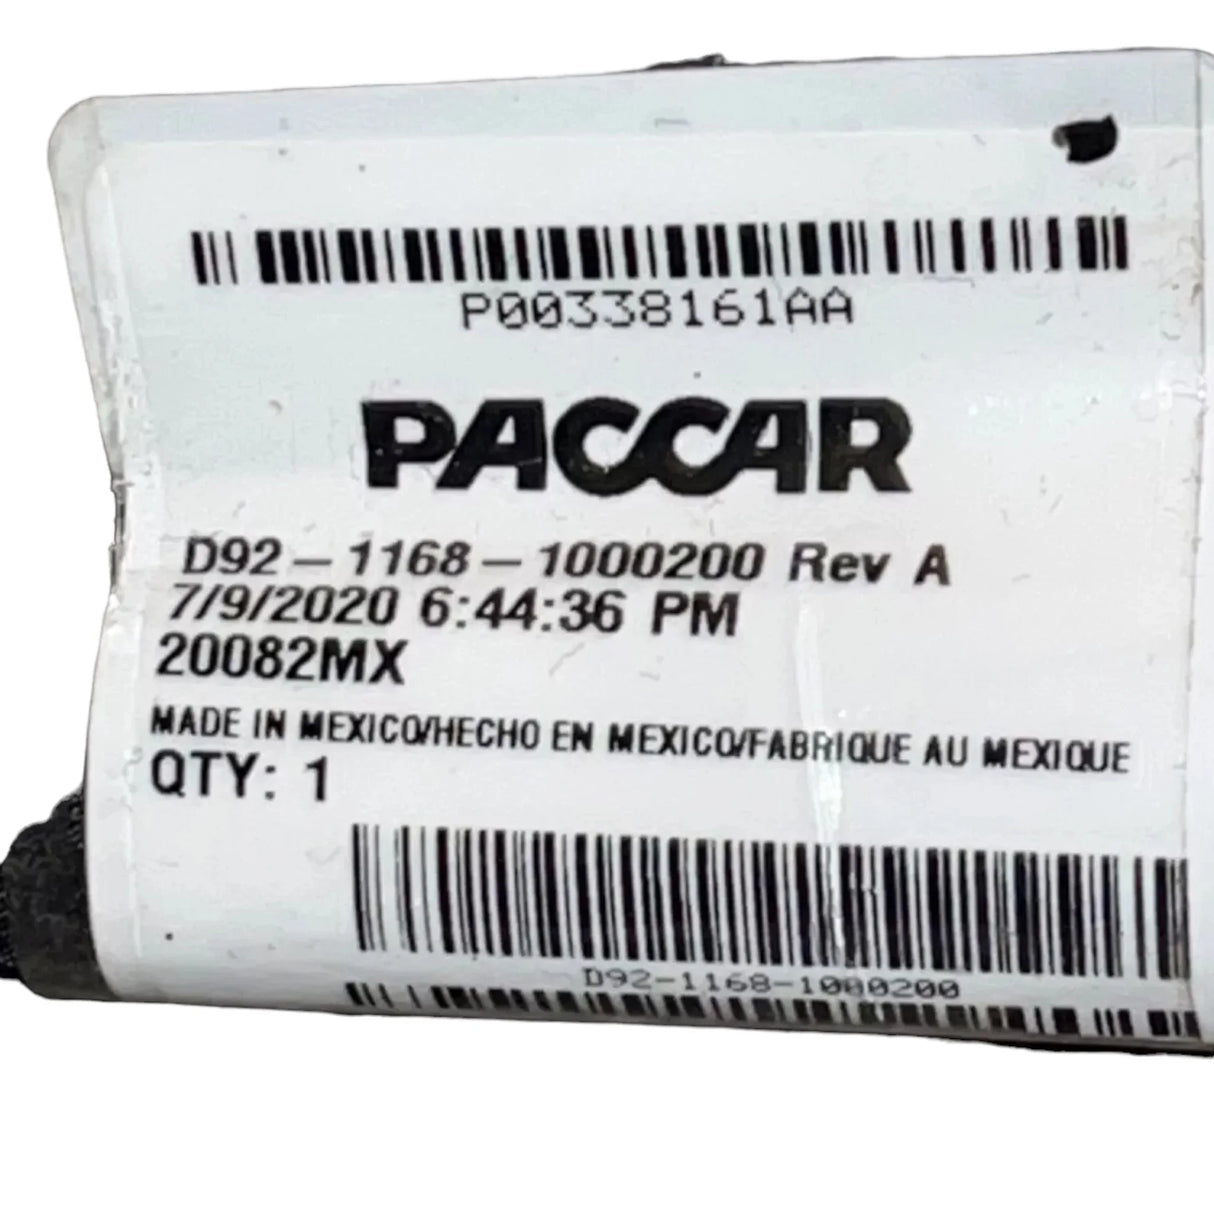 P00338161AA
PACCAR
D92-1168-1000200 Rev A
7/9/2020 6:44:36 PM
20082MX
MADE IN MEXICO/HECHO EN MEXICO/FABRIQUE AU MEXIQUE
QTY: 1
D92-1168-1000200